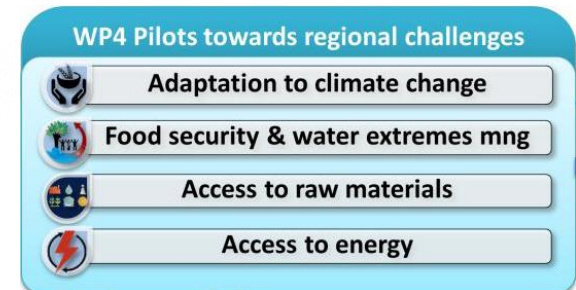 WP4 Pilots towards regional challenges
Adaptation to climate change
Food security & water extremes mng
Access to raw materials
Access to energy